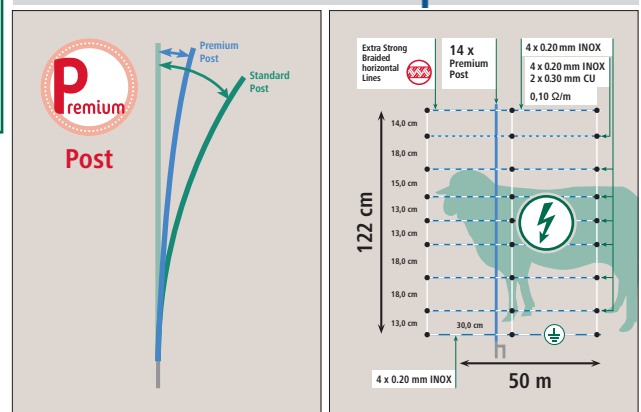 Premium
Post
Premium
Post
Standard
Post
Extra Strong
Braided
horizontal
Lines
14 x
Premium
Post
4 x 0.20 mm INOX
4 x 0.20 mm INOX
2 x 0.30 mm CU
0,10 Ω/m
122 cm
14,0 cm
18,0 cm
15,0 cm
13,0 cm
13,0 cm
18,0 cm
18,0 cm
13,0 cm
30,0 cm
4 x 0.20 mm INOX
50 m